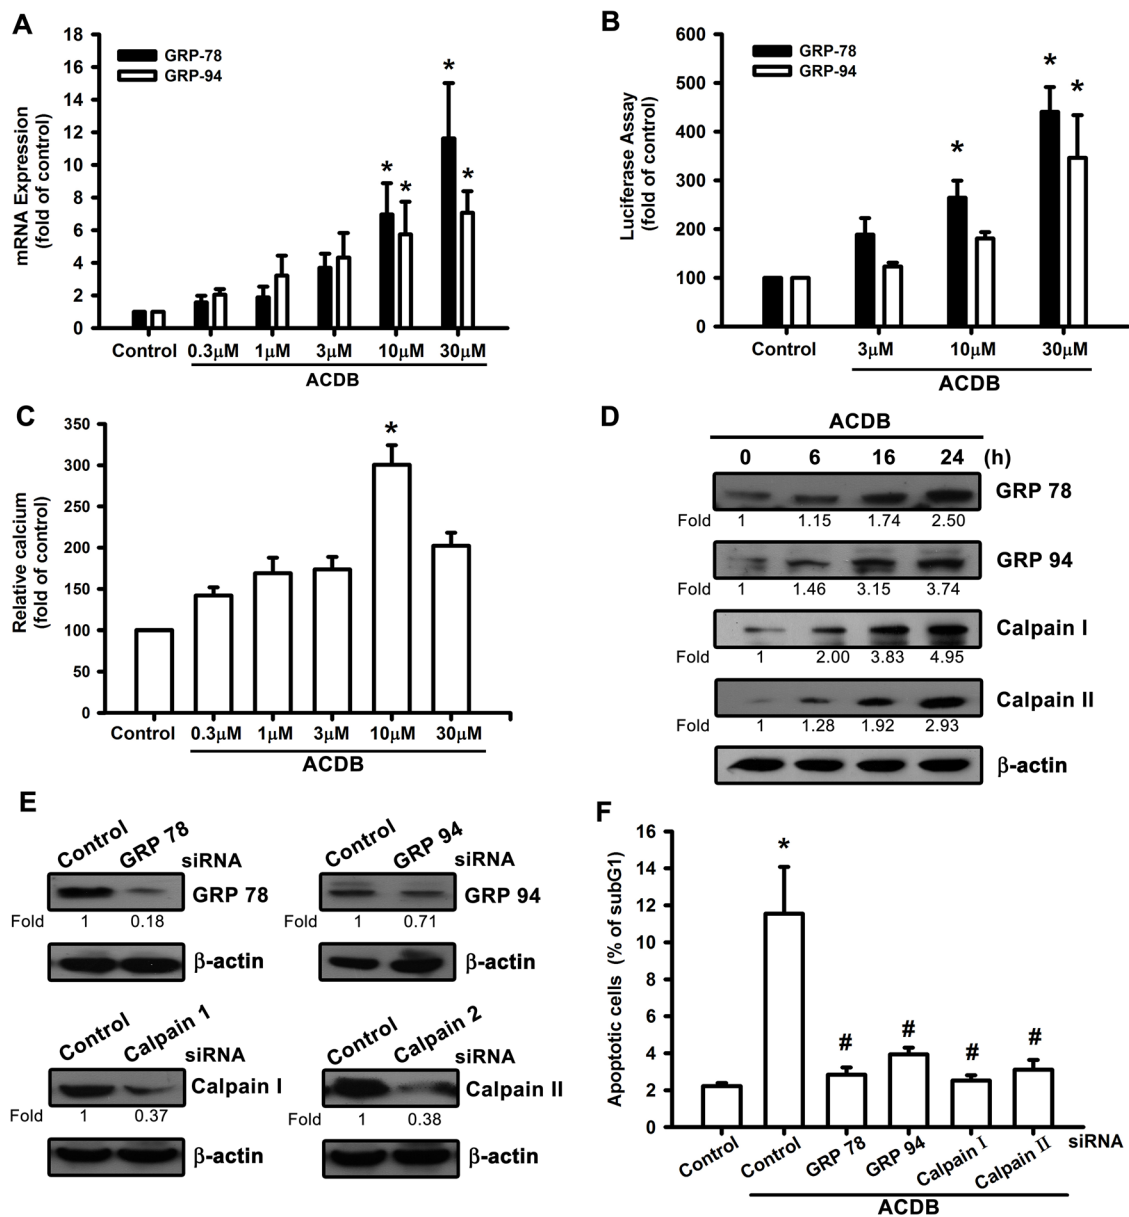 A
mRNA Expression
(fold of control)
18
16
14
12
10
8
6
4
2
0
GRP-78
GRP-94
*
*
*
*
Control 0.3μM 1μM 3μM 10μM 30μM
ACDB
B
Luciferase Assay
(fold of control)
600
500
400
300
200
100
0
GRP-78
GRP-94
*
*
*
Control 3μM 10μM 30μM
ACDB
C
Relative calcium
(fold of control)
350
300
250
200
150
100
50
0
*
Control 0.3μM 1μM 3μM 10μM 30μM
ACDB
D
ACDB
0 6 16 24 (h)
GRP 78
Fold 1 1.15 1.74 2.50
GRP 94
Fold 1 1.46 3.15 3.74
Calpain I
Fold 1 2.00 3.83 4.95
Calpain II
Fold 1 1.28 1.92 2.93
β-actin
E
Control GRP 78 siRNA
GRP 78
Fold 1 0.18
β-actin
Control GRP 94 siRNA
GRP 94
Fold 1 0.71
β-actin
Control Calpain 1 siRNA
Calpain I
Fold 1 0.37
β-actin
Control Calpain 2 siRNA
Calpain II
Fold 1 0.38
β-actin
F
Apoptotic cells (% of subG1)
16
14
12
10
8
6
4
2
0
*
# # # #
Control Control GRP 78 GRP 94 Calpain I Calpain II siRNA
ACDB